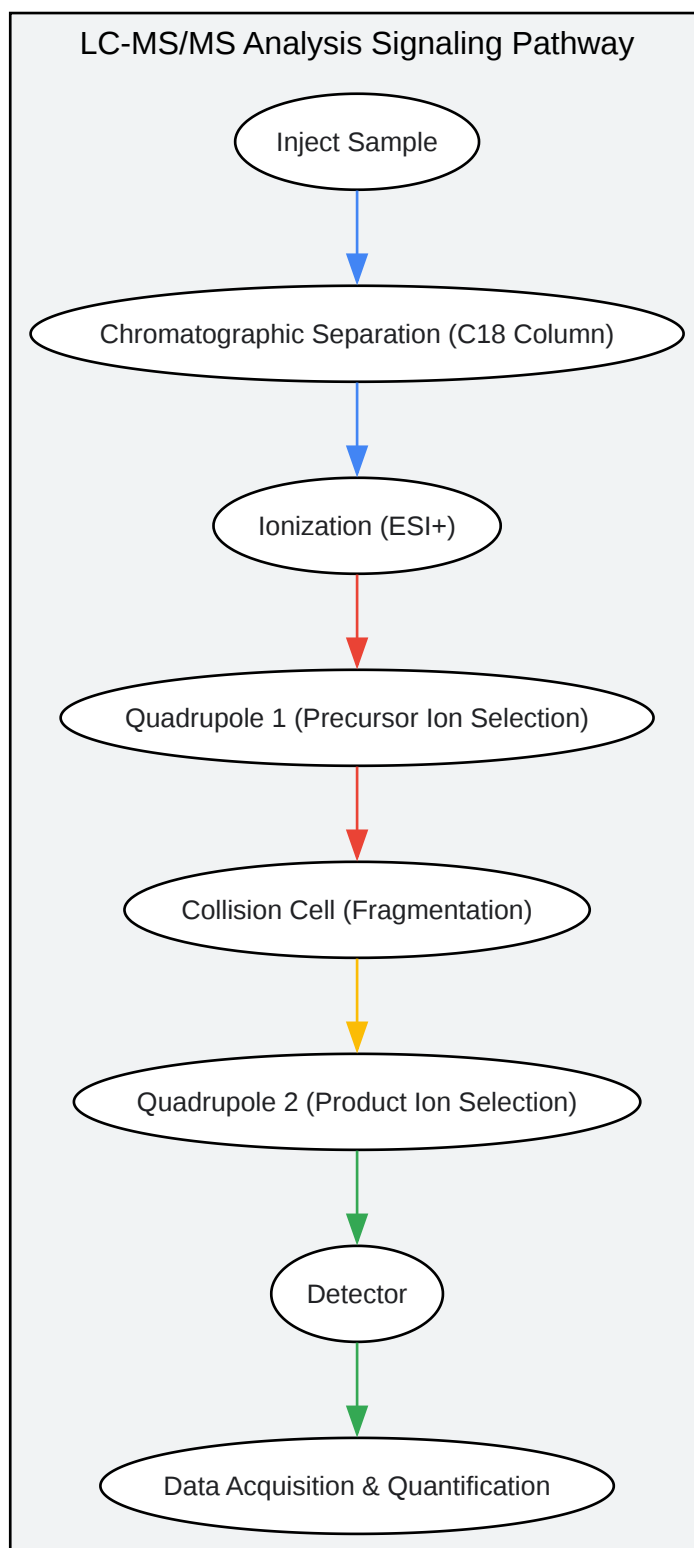 LC-MS/MS Analysis Signaling Pathway
Inject Sample
Chromatographic Separation (C18 Column)
Ionization (ESI+)
Quadrupole 1 (Precursor Ion Selection)
Collision Cell (Fragmentation)
Quadrupole 2 (Product Ion Selection)
Detector
Data Acquisition & Quantification